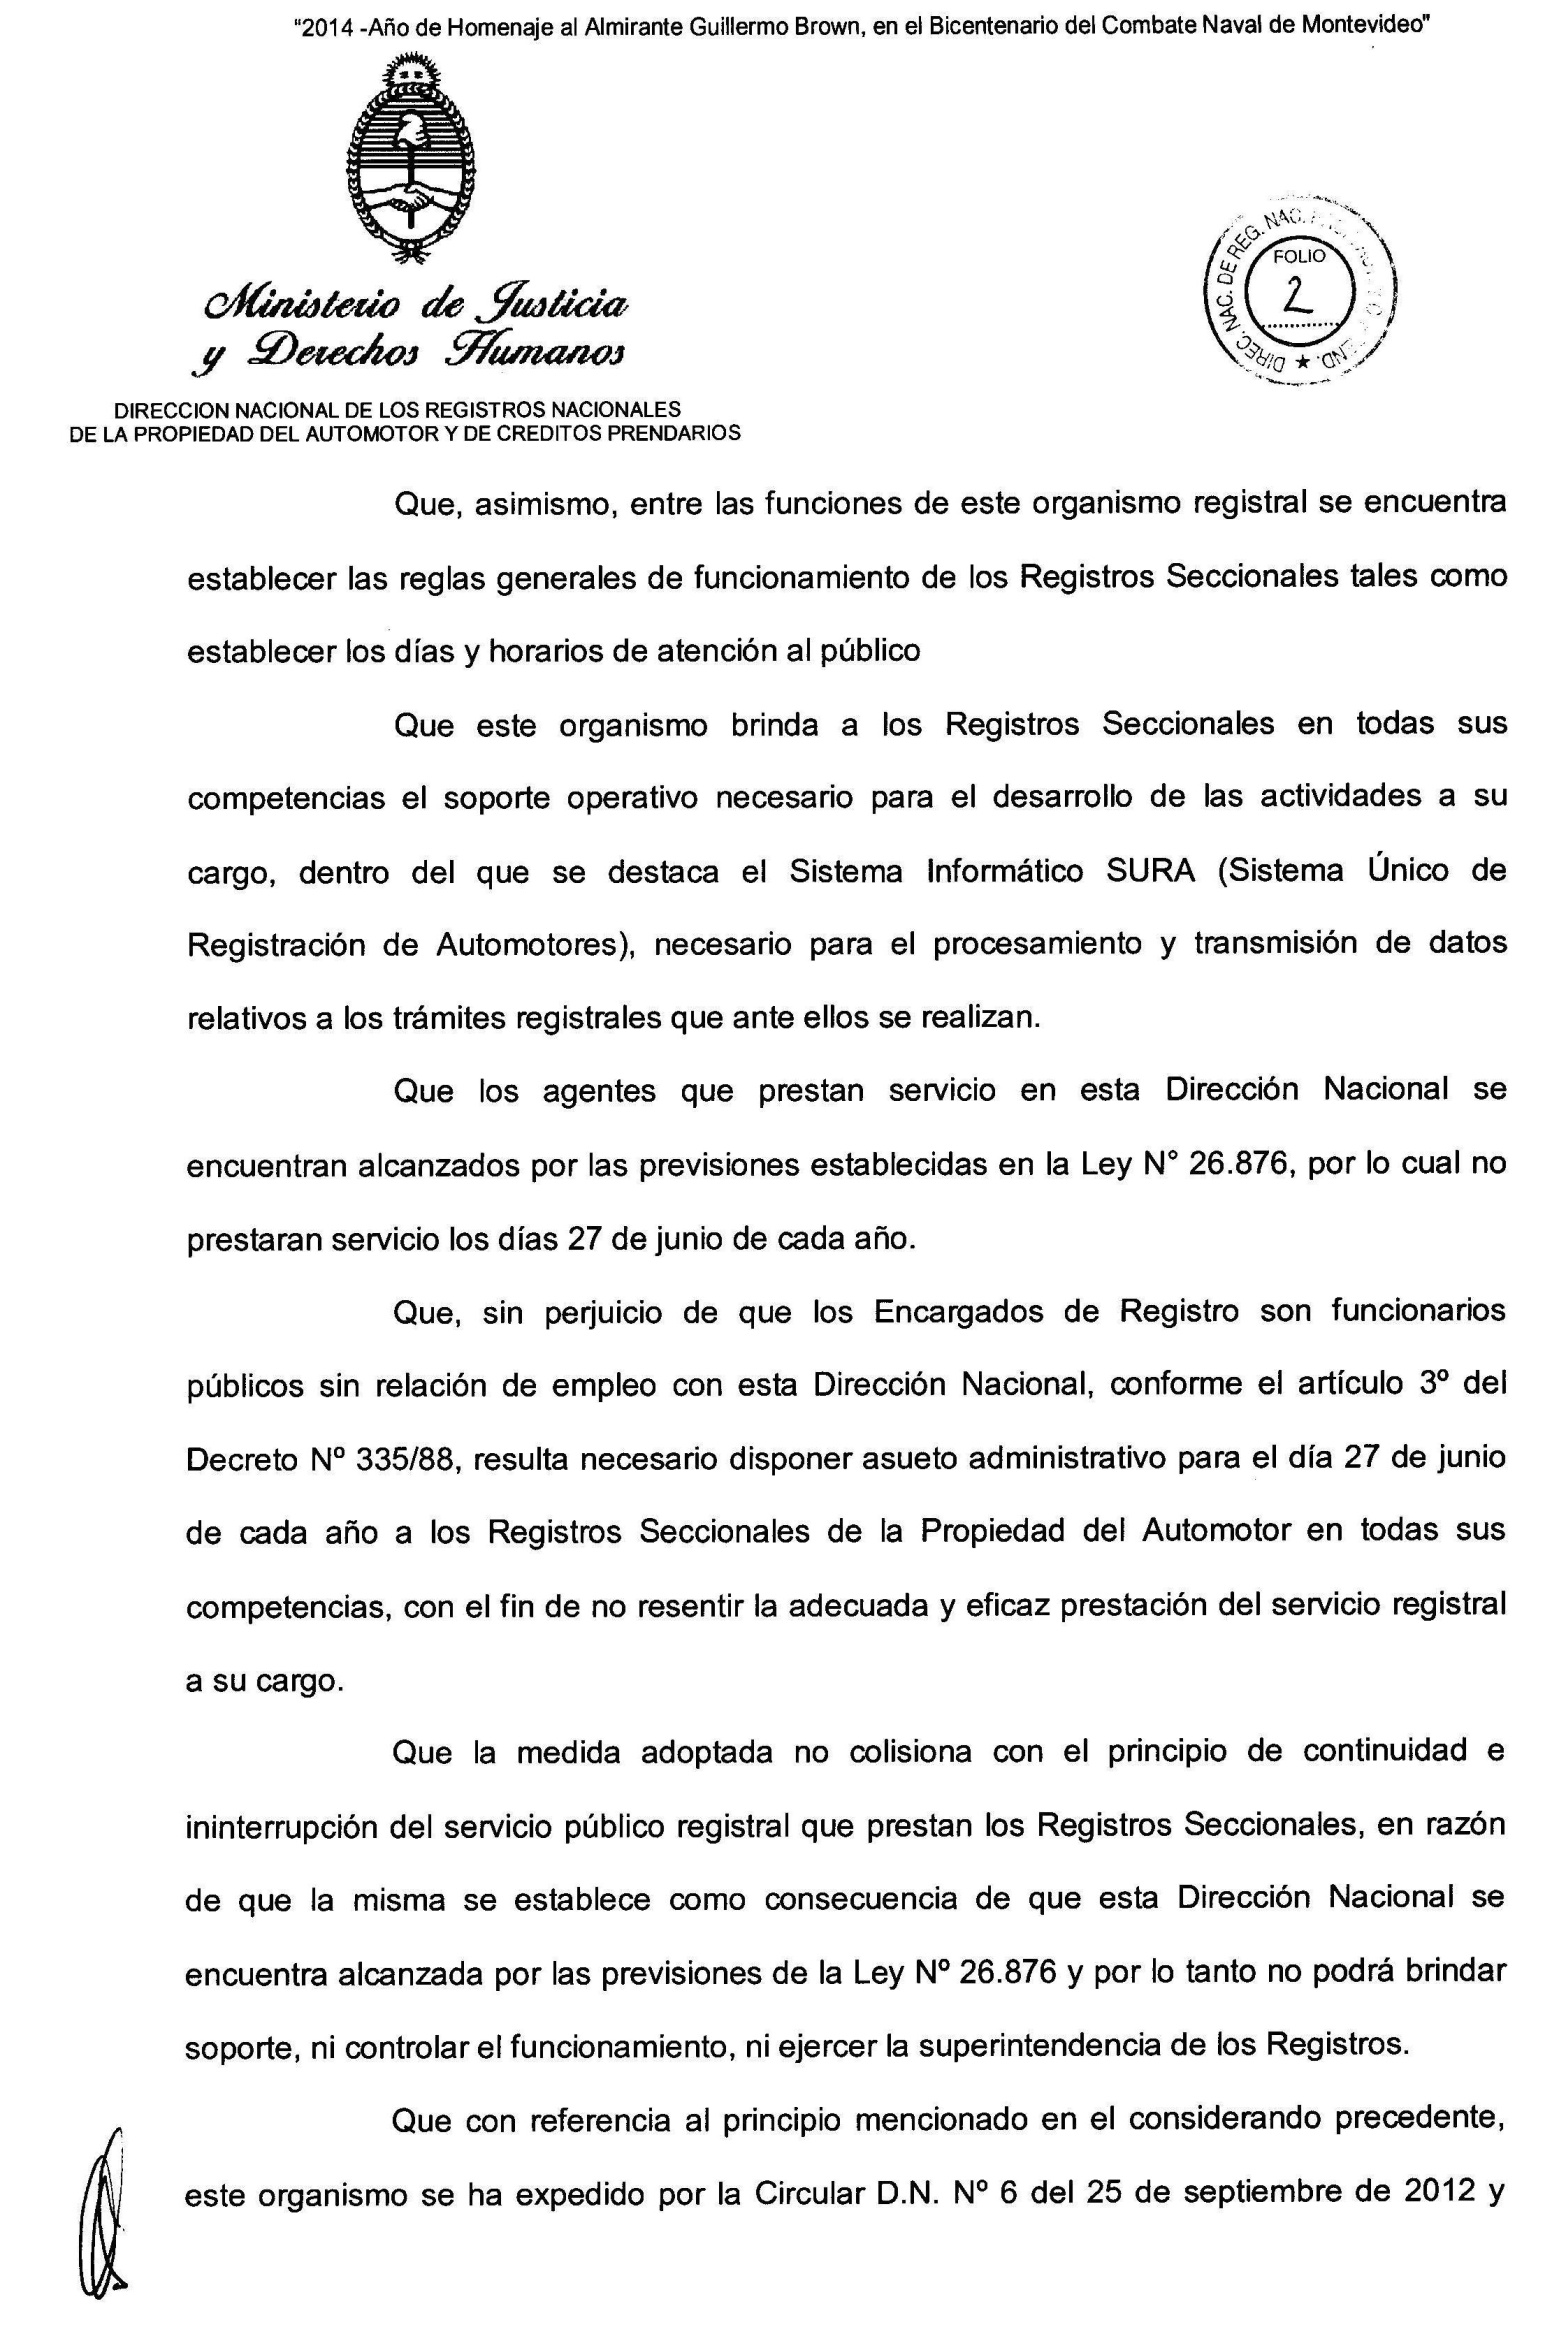 "2014 -Año de Homenaje al Almirante Guillermo Brown, en el Bicentenario del Combate Naval de Montevideo"
Ministerio de Justicia
y Derechos Humanos
DIREC. NAC. DE REG. NAC.
FOLIO
2
DIRECCION NACIONAL DE LOS REGISTROS NACIONALES
DE LA PROPIEDAD DEL AUTOMOTOR Y DE CREDITOS PRENDARIOS
Que, asimismo, entre las funciones de este organismo registral se encuentra
establecer las reglas generales de funcionamiento de los Registros Seccionales tales como
establecer los días y horarios de atención al público
Que este organismo brinda a los Registros Seccionales en todas sus
competencias el soporte operativo necesario para el desarrollo de las actividades a su
cargo, dentro del que se destaca el Sistema Informático SURA (Sistema Único de
Registración de Automotores), necesario para el procesamiento y transmisión de datos
relativos a los trámites registrales que ante ellos se realizan.
Que los agentes que prestan servicio en esta Dirección Nacional se
encuentran alcanzados por las previsiones establecidas en la Ley N° 26.876, por lo cual no
prestaran servicio los días 27 de junio de cada año.
Que, sin perjuicio de que los Encargados de Registro son funcionarios
públicos sin relación de empleo con esta Dirección Nacional, conforme el artículo 3º del
Decreto Nº 335/88, resulta necesario disponer asueto administrativo para el día 27 de junio
de cada año a los Registros Seccionales de la Propiedad del Automotor en todas sus
competencias, con el fin de no resentir la adecuada y eficaz prestación del servicio registral
a su cargo.
Que la medida adoptada no colisiona con el principio de continuidad e
ininterrupción del servicio público registral que prestan los Registros Seccionales, en razón
de que la misma se establece como consecuencia de que esta Dirección Nacional se
encuentra alcanzada por las previsiones de la Ley Nº 26.876 y por lo tanto no podrá brindar
soporte, ni controlar el funcionamiento, ni ejercer la superintendencia de los Registros.
Que con referencia al principio mencionado en el considerando precedente,
este organismo se ha expedido por la Circular D.N. Nº 6 del 25 de septiembre de 2012 y